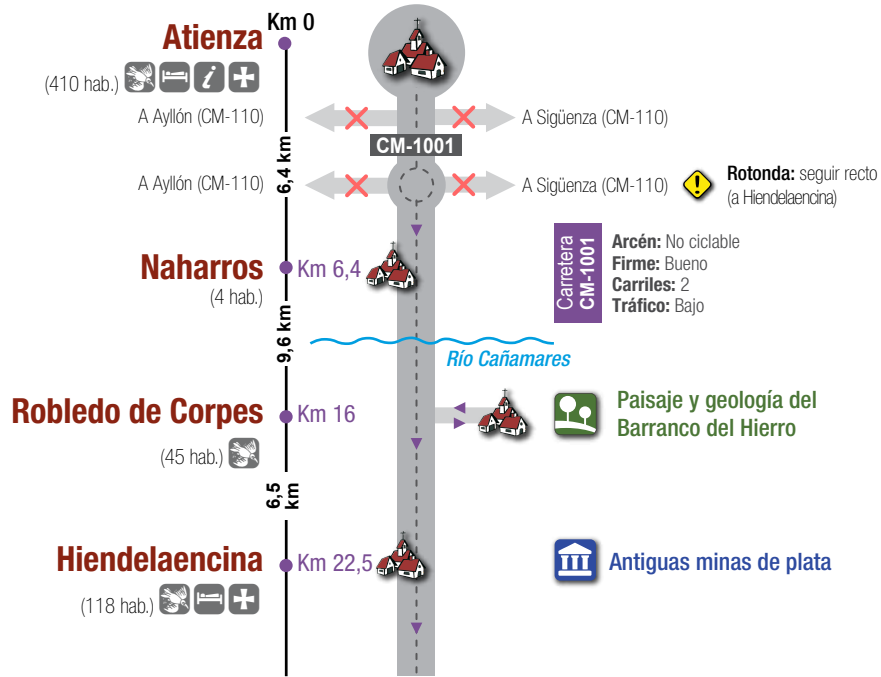 Km 0
Atienza
(410 hab.)
A Ayllón (CM-110)
A Sigüenza (CM-110)
CM-1001
6,4 km
A Ayllón (CM-110)
A Sigüenza (CM-110)
Rotonda: seguir recto
(a Hiendelaencina)
Naharros
Km 6,4
(4 hab.)
Carretera
CM-1001
Arcén: No ciclable
Firme: Bueno
Carriles: 2
Tráfico: Bajo
9,6 km
Río Cañamares
Robledo de Corpes
Km 16
(45 hab.)
Paisaje y geología del
Barranco del Hierro
6,5
km
Hiendelaencina
Km 22,5
(118 hab.)
Antiguas minas de plata